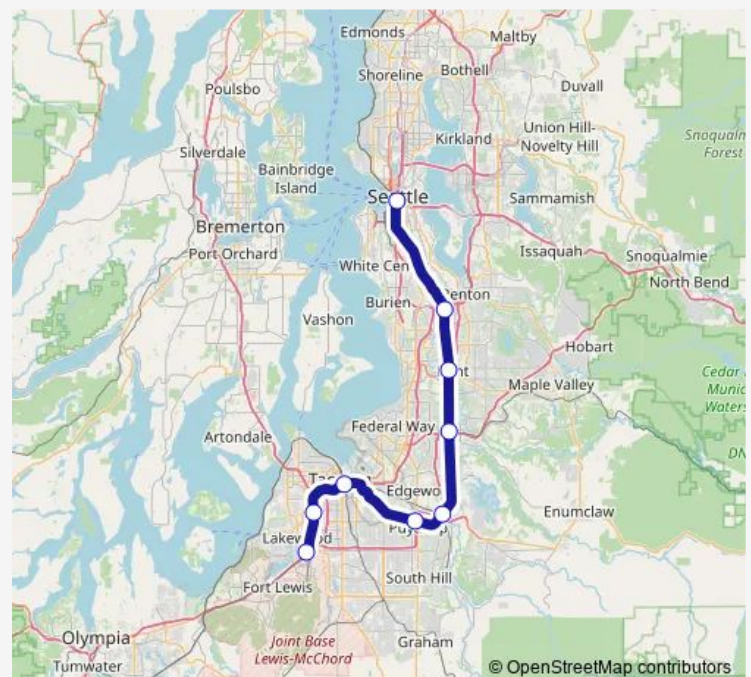 Edmonds
Maltby
Shoreline
Bothell
Poulsbo
Duvall
Union Hill-
Novelty Hill
Kirkland
Snoqualm
Forest
Silverdale
Bainbridge
Island
Seattle
Sammamish
Bremerton
Port Orchard
Issaquah
Snoqualmie
North Bend
White Cen
Burien
Renton
Vashon
Hobart
Maple Valley
Cedar
Munic
Waters
Federal Way
Artondale
DN
Edgewo
Enumclaw
Lakewood
Fort Lewis
South Hill
Olympia
Tumwater
Joint Base
Lewis-McChord
Graham
© OpenStreetMap contributors